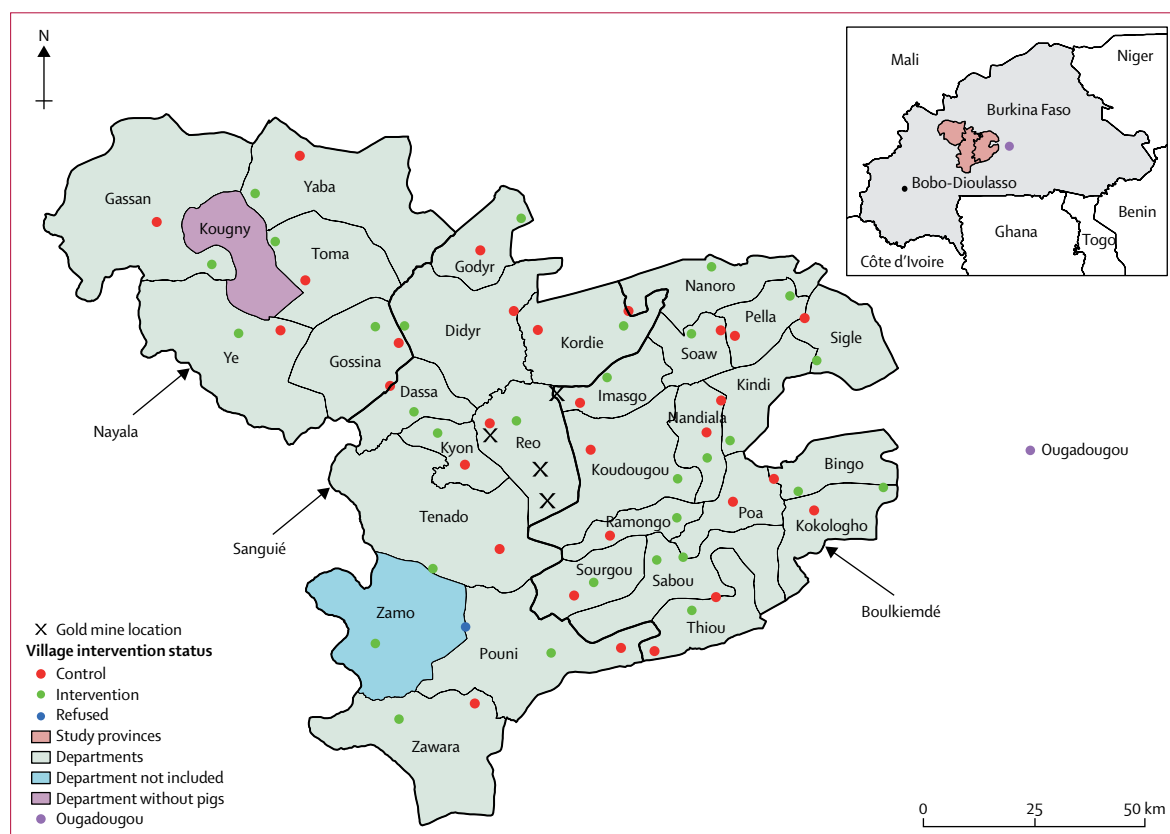 N
Mali
Niger
Burkina Faso
Bobo-Dioulasso
Benin
Ghana
Togo
Côte d'Ivoire
Yaba
Gassan
Kougny
Toma
Godyr
Nanoro
Didyr
Pella
Kordie
Sigle
Ye
Gossina
Soaw
Kindi
Dassa
Imasgo
Nayala
Nandiala
Reo
Kyon
Ougadougou
Koudougou
Bingo
Tenado
Poa
Kokologho
Ramongo
Sanguié
Sourgou
Sabou
Boulkiemdé
Zamo
Thiou
Pouni
Zawara
X Gold mine location
Village intervention status
Control
Intervention
Refused
Study provinces
Departments
Department not included
Department without pigs
Ougadougou
0 25 50 km